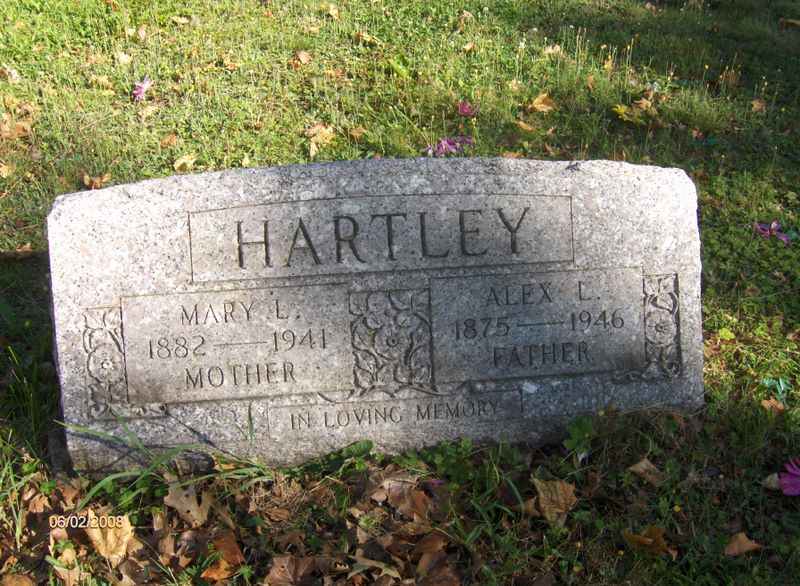 HARTLEY
MARY L.
1882 — 1941
MOTHER
ALEX L.
1875 — 1946
FATHER
IN LOVING MEMORY
06/02/2008